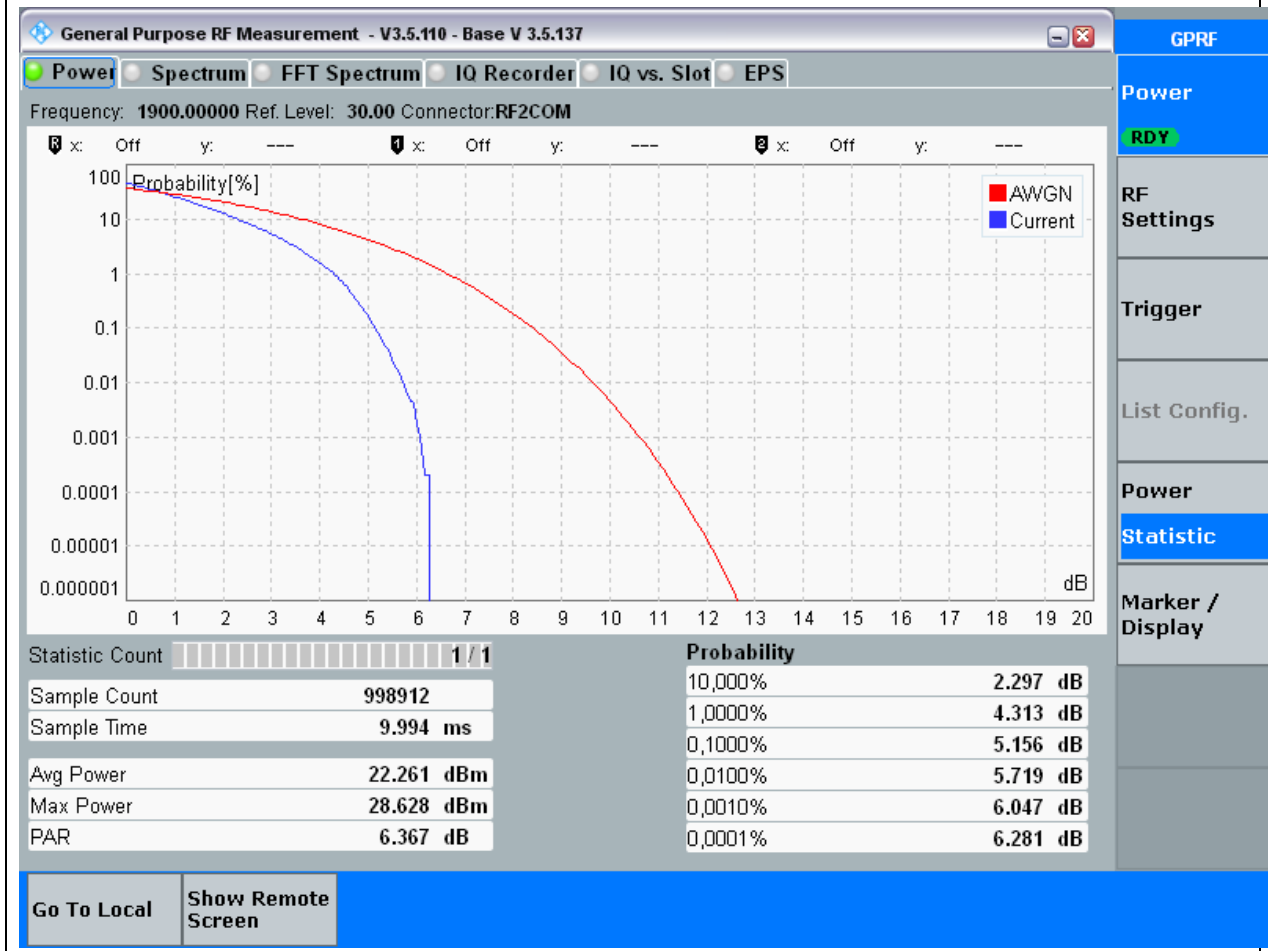 General Purpose RF Measurement - V3.5.110 - Base V 3.5.137
Power Spectrum FFT Spectrum IQ Recorder IQ vs. Slot EPS
Frequency: 1900.00000 Ref. Level: 30.00 Connector:RF2COM
R x: Off y: --- 1 x: Off y: --- 2 x: Off y: ---
Probability[%]
AWGN
Current
100
10
1
0.1
0.01
0.001
0.0001
0.00001
0.000001
dB
0 1 2 3 4 5 6 7 8 9 10 11 12 13 14 15 16 17 18 19 20
Statistic Count 1 / 1
Sample Count 998912
Sample Time 9.994 ms
Avg Power 22.261 dBm
Max Power 28.628 dBm
PAR 6.367 dB
Probability
10,000% 2.297 dB
1,0000% 4.313 dB
0,1000% 5.156 dB
0,0100% 5.719 dB
0,0010% 6.047 dB
0,0001% 6.281 dB
GPRF
Power
RDY
RF
Settings
Trigger
List Config.
Power
Statistic
Marker /
Display
Go To Local
Show Remote
Screen